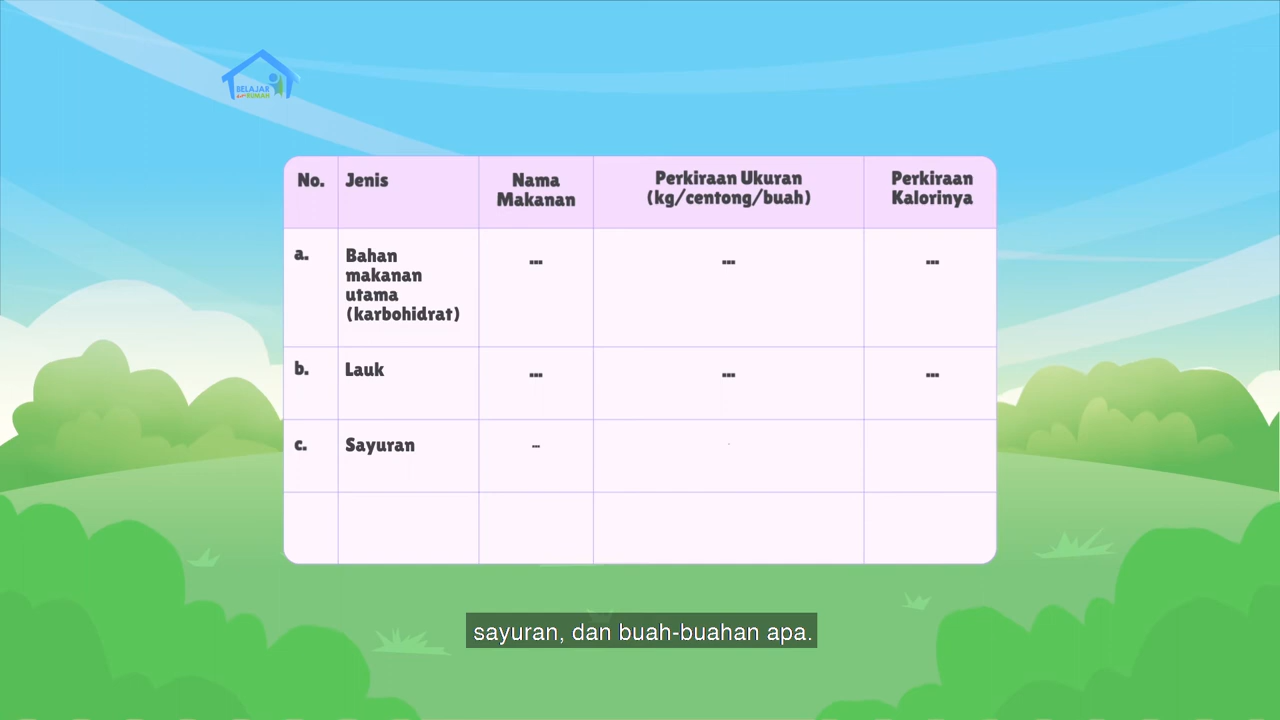 BELAJAR
dari RUMAH
No.
Jenis
Nama
Makanan
Perkiraan Ukuran
(kg/centong/buah)
Perkiraan
Kalorinya
a.
Bahan
makanan
utama
(karbohidrat)
...
...
...
b.
Lauk
...
...
...
c.
Sayuran
...
sayuran, dan buah-buahan apa.